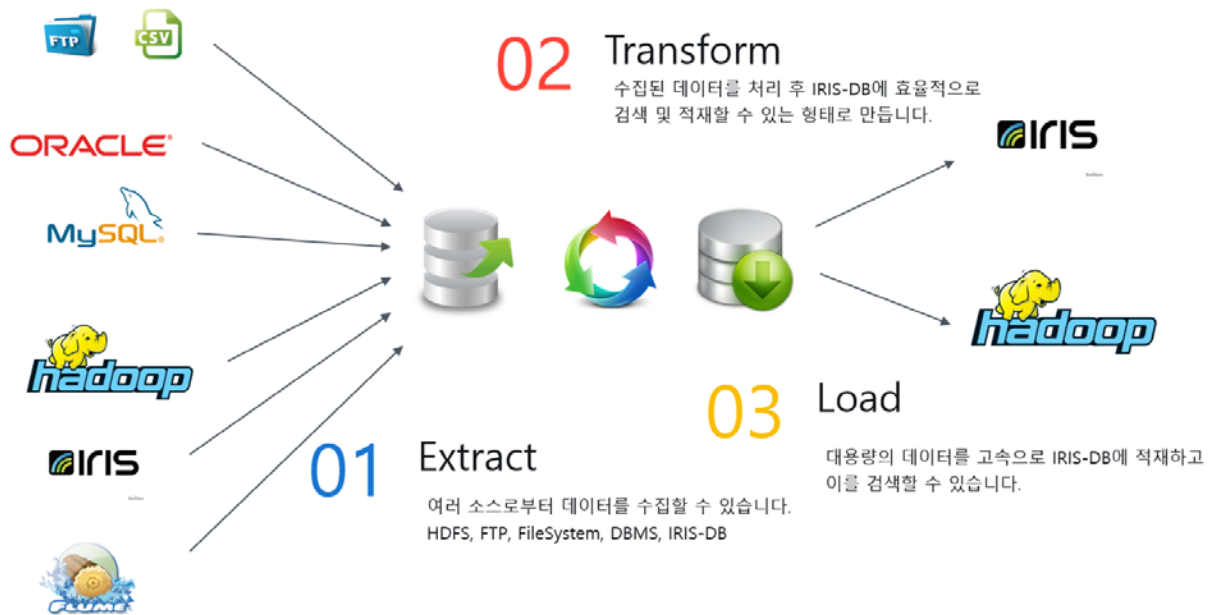 FTP
CSV
ORACLE®
MySQL®
hadoop
IRIS
FLUME
01
Extract
여러 소스로부터 데이터를 수집할 수 있습니다.
HDFS, FTP, FileSystem, DBMS, IRIS-DB
02
Transform
수집된 데이터를 처리 후 IRIS-DB에 효율적으로
검색 및 적재할 수 있는 형태로 만듭니다.
03
Load
대용량의 데이터를 고속으로 IRIS-DB에 적재하고
이를 검색할 수 있습니다.
IRIS
hadoop